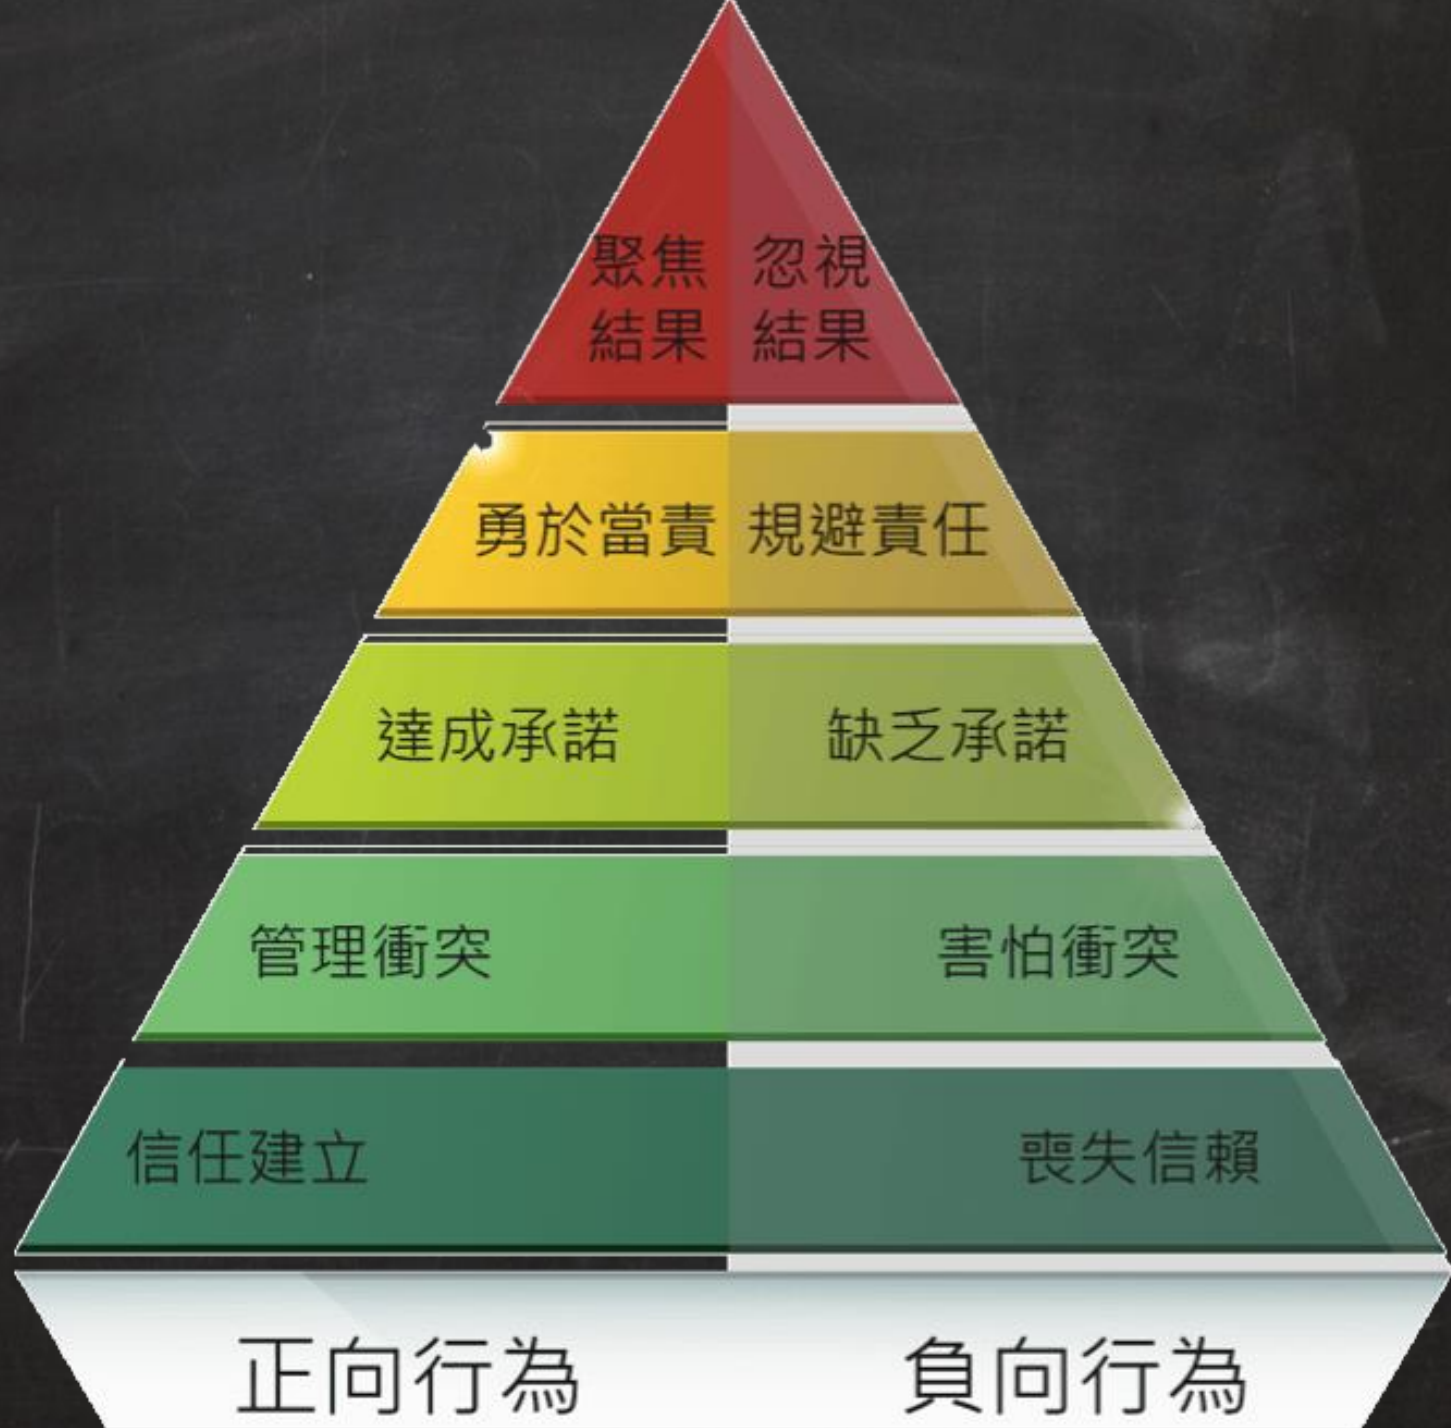 聚焦 忽視
結果 結果
勇於當責 規避責任
達成承諾 缺乏承諾
管理衝突 害怕衝突
信任建立 喪失信賴
正向行為 負向行為